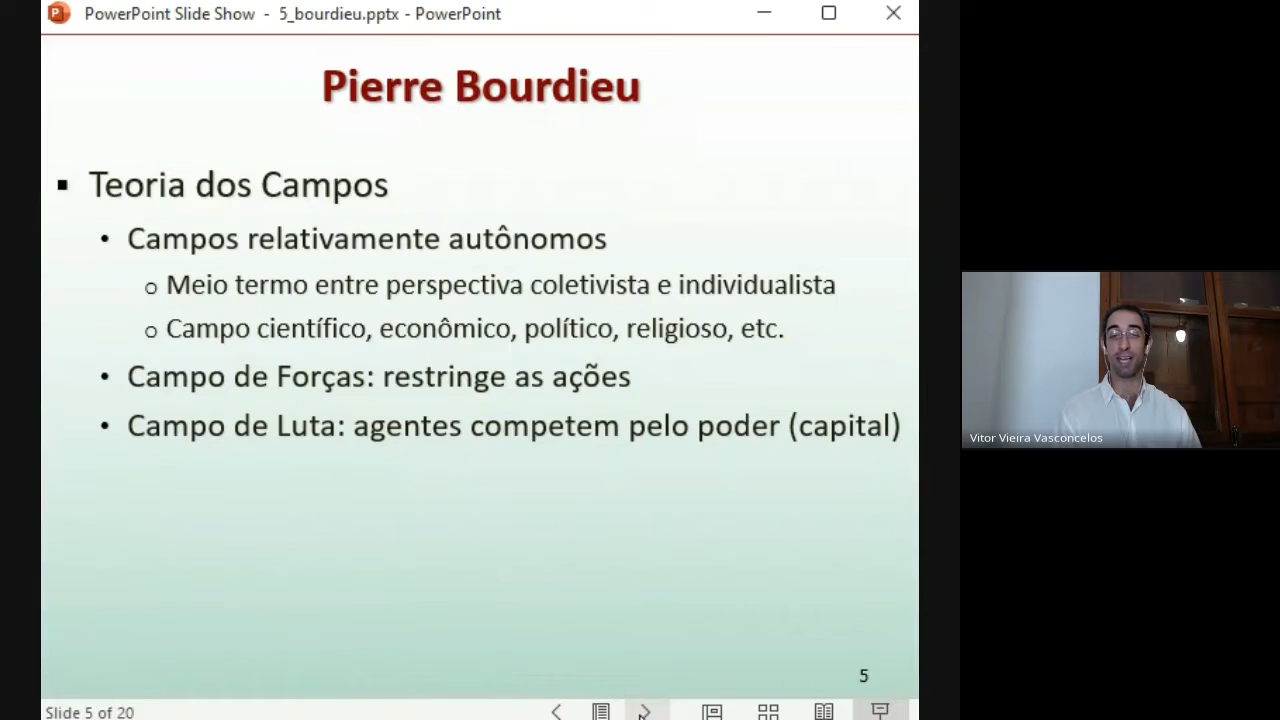 PowerPoint Slide Show - 5_bourdieu.pptx - PowerPoint
Pierre Bourdieu
Teoria dos Campos
Campos relativamente autônomos
Meio termo entre perspectiva coletivista e individualista
Campo científico, econômico, político, religioso, etc.
Campo de Forças: restringe as ações
Campo de Luta: agentes competem pelo poder (capital)
Vitor Vieira Vasconcelos
5
Slide 5 of 20